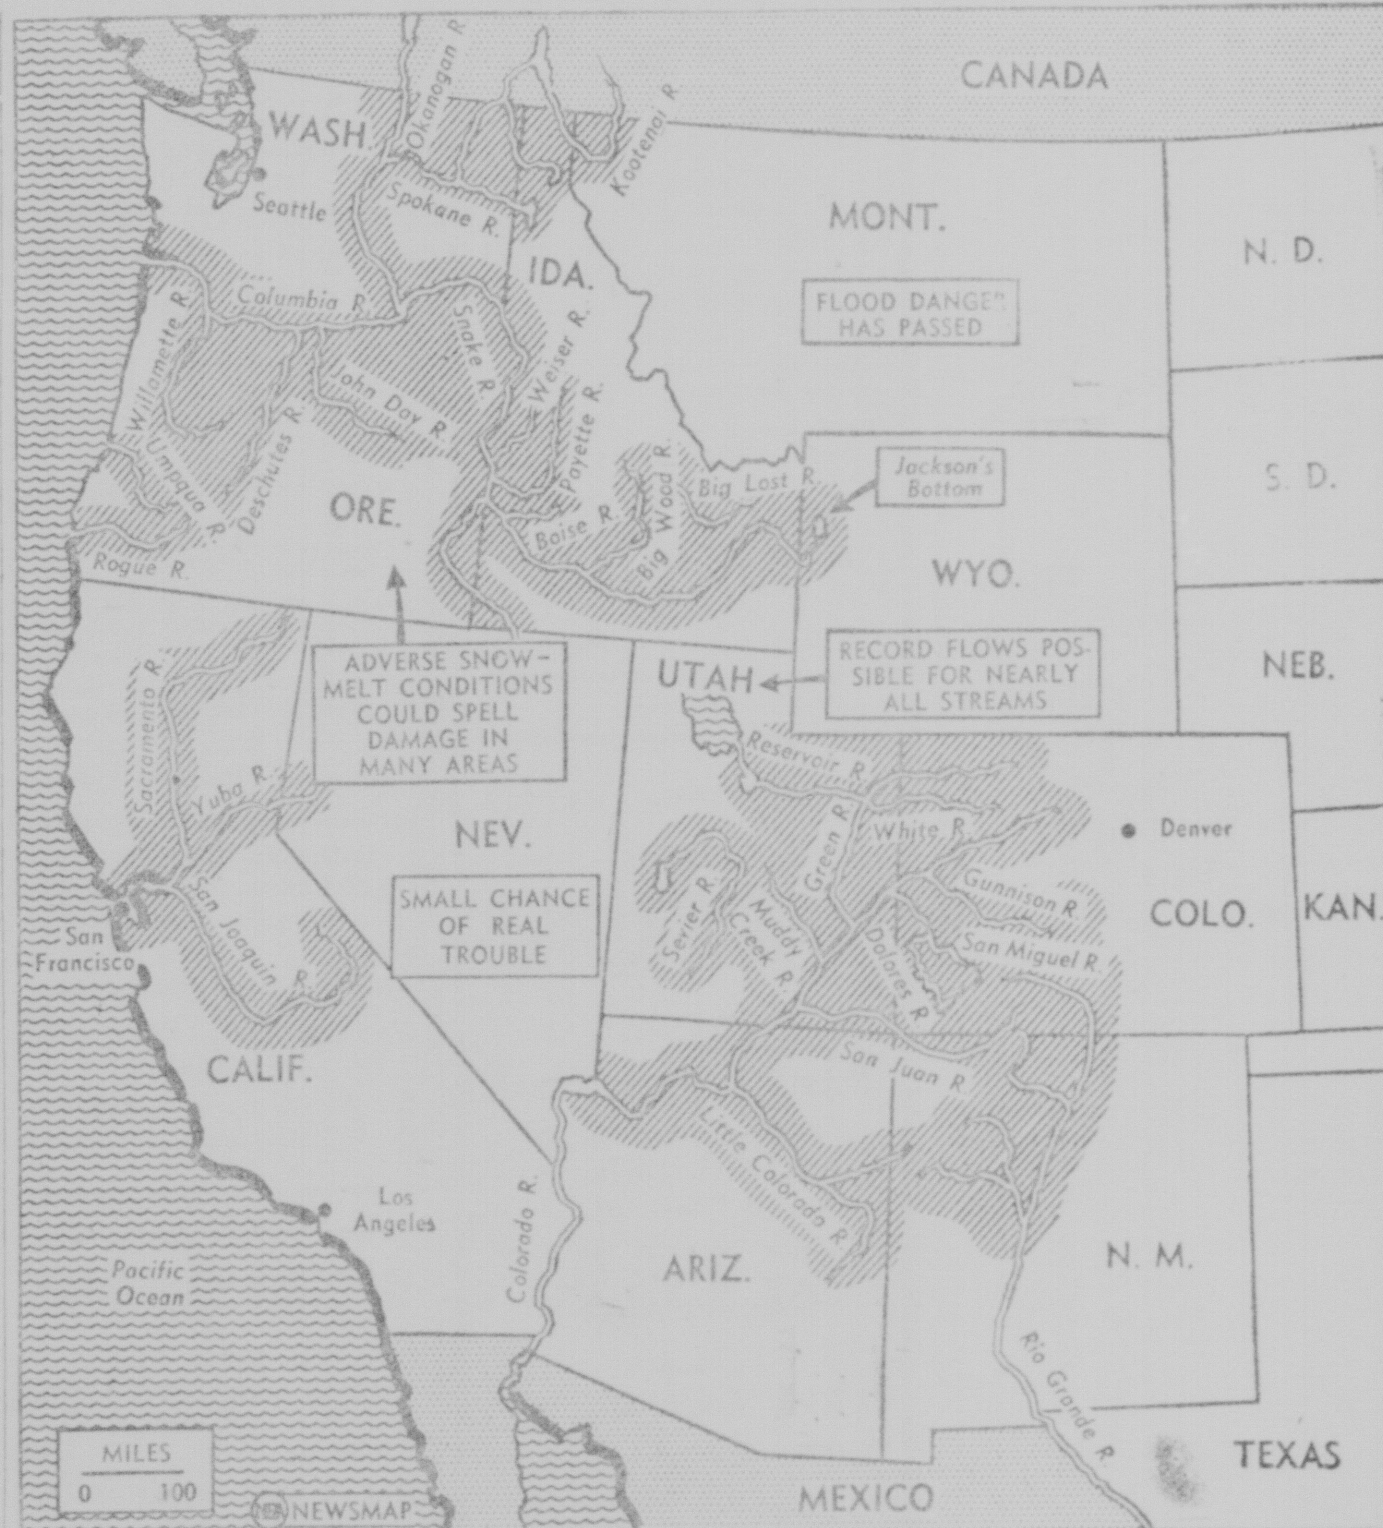 CANADA
Okanogan R
WASH.
Kootenai R
Seattle
Spokane R.
MONT.
N. D.
IDA.
FLOOD DANGER
HAS PASSED
Columbia R.
Willamette R.
Snake R.
Weiser R.
John Day R.
Payette R.
Umpqua R.
Deschutes R.
Big Wood R.
Big Lost R.
Jackson's
Bottom
S. D.
ORE.
Boise R.
Rogue R.
WYO.
ADVERSE SNOW-
MELT CONDITIONS
COULD SPELL
DAMAGE IN
MANY AREAS
UTAH
RECORD FLOWS POS-
SIBLE FOR NEARLY
ALL STREAMS
NEB.
Sacramento R.
Yuba R.
Reservoir R.
NEV.
Green R.
White R.
Denver
SMALL CHANCE
OF REAL
TROUBLE
Sevier R.
Muddy
Creek R.
Gunnison R
COLO.
KAN.
San
Francisco
San Joaquin R.
Dolores R
San Miguel R.
CALIF.
San Juan R.
Little Colorado R
Los
Angeles
Colorado R.
ARIZ.
N. M.
Pacific
Ocean
Rio Grande R
MILES
0 100
NEWSMAP
MEXICO
TEXAS